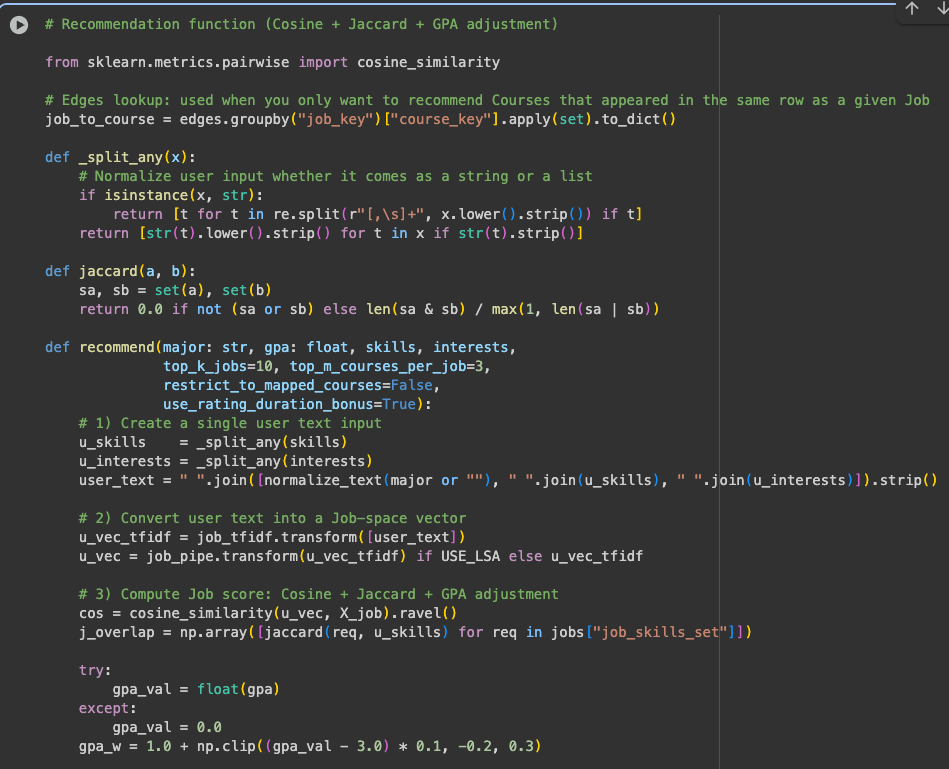 # Recommendation function (Cosine + Jaccard + GPA adjustment)

from sklearn.metrics.pairwise import cosine_similarity

# Edges lookup: used when you only want to recommend Courses that appeared in the same row as a given Job
job_to_course = edges.groupby("job_key")["course_key"].apply(set).to_dict()

def _split_any(x):
    # Normalize user input whether it comes as a string or a list
    if isinstance(x, str):
        return [t for t in re.split(r"[,\s]+", x.lower().strip()) if t]
    return [str(t).lower().strip() for t in x if str(t).strip()]

def jaccard(a, b):
    sa, sb = set(a), set(b)
    return 0.0 if not (sa or sb) else len(sa & sb) / max(1, len(sa | sb))

def recommend(major: str, gpa: float, skills, interests,
              top_k_jobs=10, top_m_courses_per_job=3,
              restrict_to_mapped_courses=False,
              use_rating_duration_bonus=True):
    # 1) Create a single user text input
    u_skills    = _split_any(skills)
    u_interests = _split_any(interests)
    user_text = " ".join([normalize_text(major or ""), " ".join(u_skills), " ".join(u_interests)]).strip()

    # 2) Convert user text into a Job-space vector
    u_vec_tfidf = job_tfidf.transform([user_text])
    u_vec = job_pipe.transform(u_vec_tfidf) if USE_LSA else u_vec_tfidf

    # 3) Compute Job score: Cosine + Jaccard + GPA adjustment
    cos = cosine_similarity(u_vec, X_job).ravel()
    j_overlap = np.array([jaccard(req, u_skills) for req in jobs["job_skills_set"]])

    try:
        gpa_val = float(gpa)
    except:
        gpa_val = 0.0
    gpa_w = 1.0 + np.clip((gpa_val - 3.0) * 0.1, -0.2, 0.3)